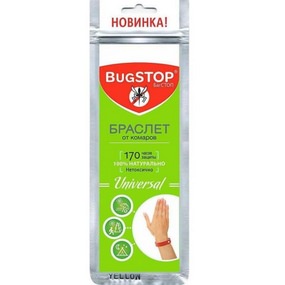 НОВИНКА!
BugSTOP®
БагСТОП
БРАСЛЕТ
от комаров
170 часов защиты
100% НАТУРАЛЬНО
Нетоксично
Universal
YELLOW